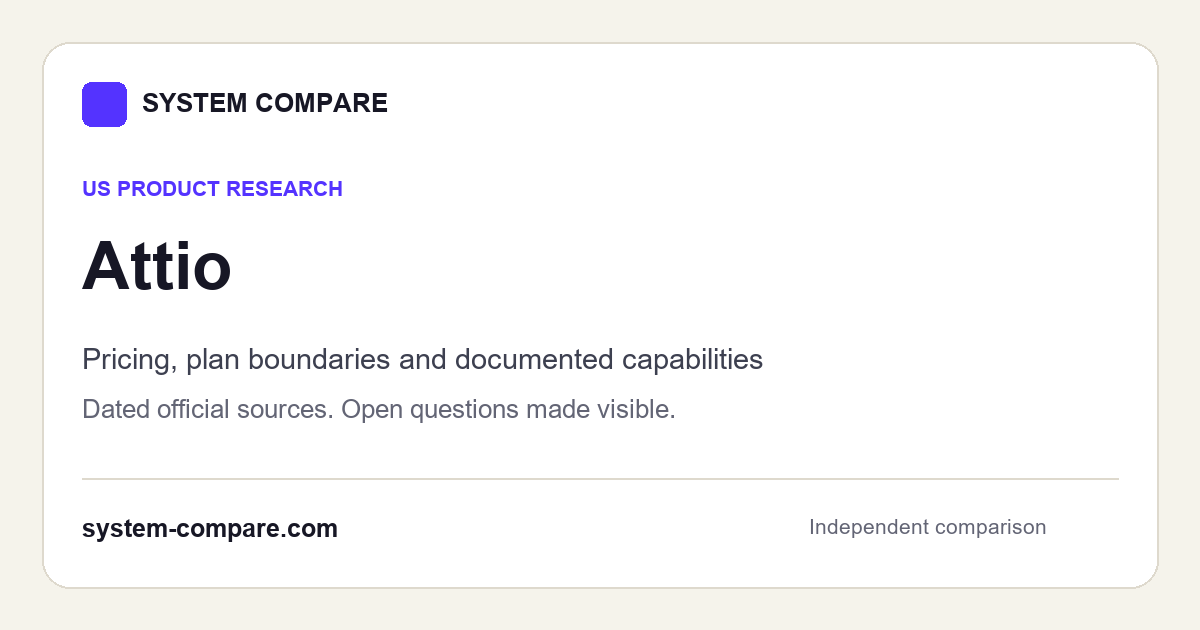 SYSTEM COMPARE
US PRODUCT RESEARCH
Attio
Pricing, plan boundaries and documented capabilities
Dated official sources. Open questions made visible.
system-compare.com
Independent comparison